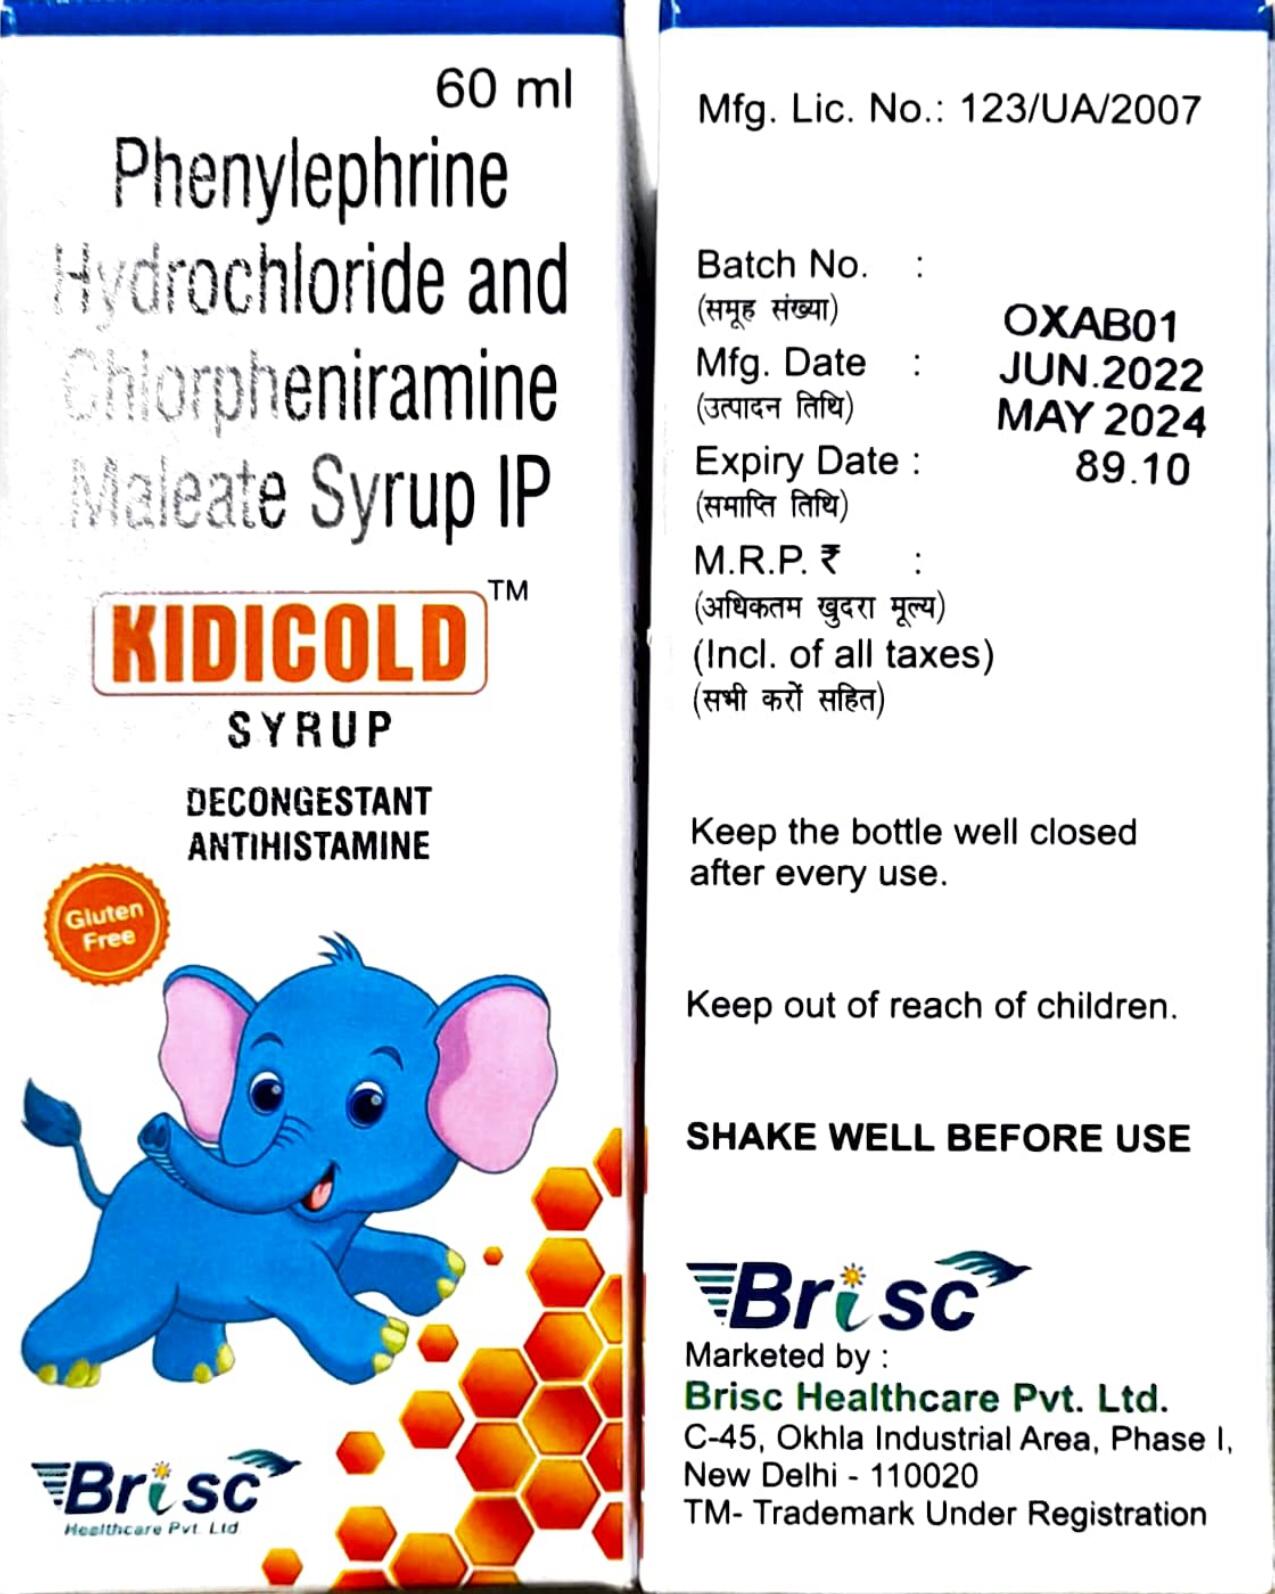 60 ml
Phenylephrine
Hydrochloride and
Chlorpheniramine
Maleate Syrup IP
KIDICOLD TM
SYRUP
DECONGESTANT
ANTIHISTAMINE
Gluten
Free
Brisc
Healthcare Pvt. Ltd.
Mfg. Lic. No.: 123/UA/2007
Batch No. :
(समूह संख्या)
OXAB01
Mfg. Date :
JUN.2022
(उत्पादन तिथि)
MAY 2024
Expiry Date :
89.10
(समाप्ति तिथि)
M.R.P. ₹ :
(अधिकतम खुदरा मूल्य)
(Incl. of all taxes)
(सभी करों सहित)
Keep the bottle well closed
after every use.
Keep out of reach of children.
SHAKE WELL BEFORE USE
Brisc
Marketed by :
Brisc Healthcare Pvt. Ltd.
C-45, Okhla Industrial Area, Phase I,
New Delhi - 110020
TM- Trademark Under Registration